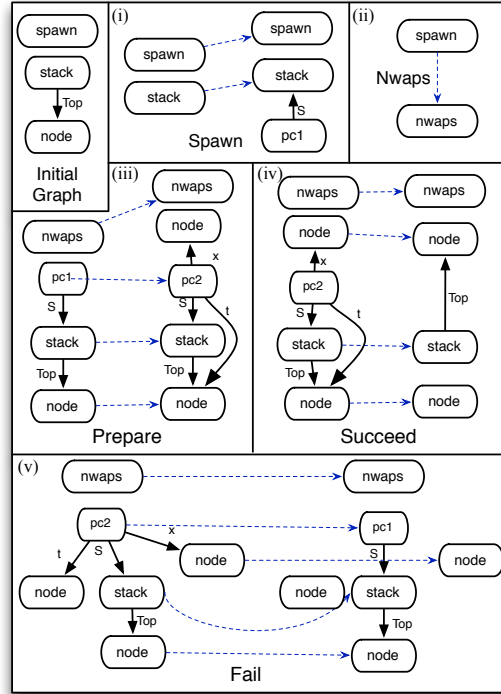 spawn
stack
Top
node
Initial
Graph
(i)
spawn
spawn
stack
stack
S
pc1
Spawn
(ii)
spawn
Nwaps
nwaps
(iii)
nwaps
nwaps
node
x
pc1
pc2
S
S
t
stack
stack
Top
Top
node
node
Prepare
(iv)
nwaps
nwaps
node
node
x
pc2
t
S
Top
stack
stack
Top
node
node
Succeed
(v)
nwaps
nwaps
pc2
pc1
t
S
x
S
node
node
node
stack
node
stack
Top
Top
node
node
Fail